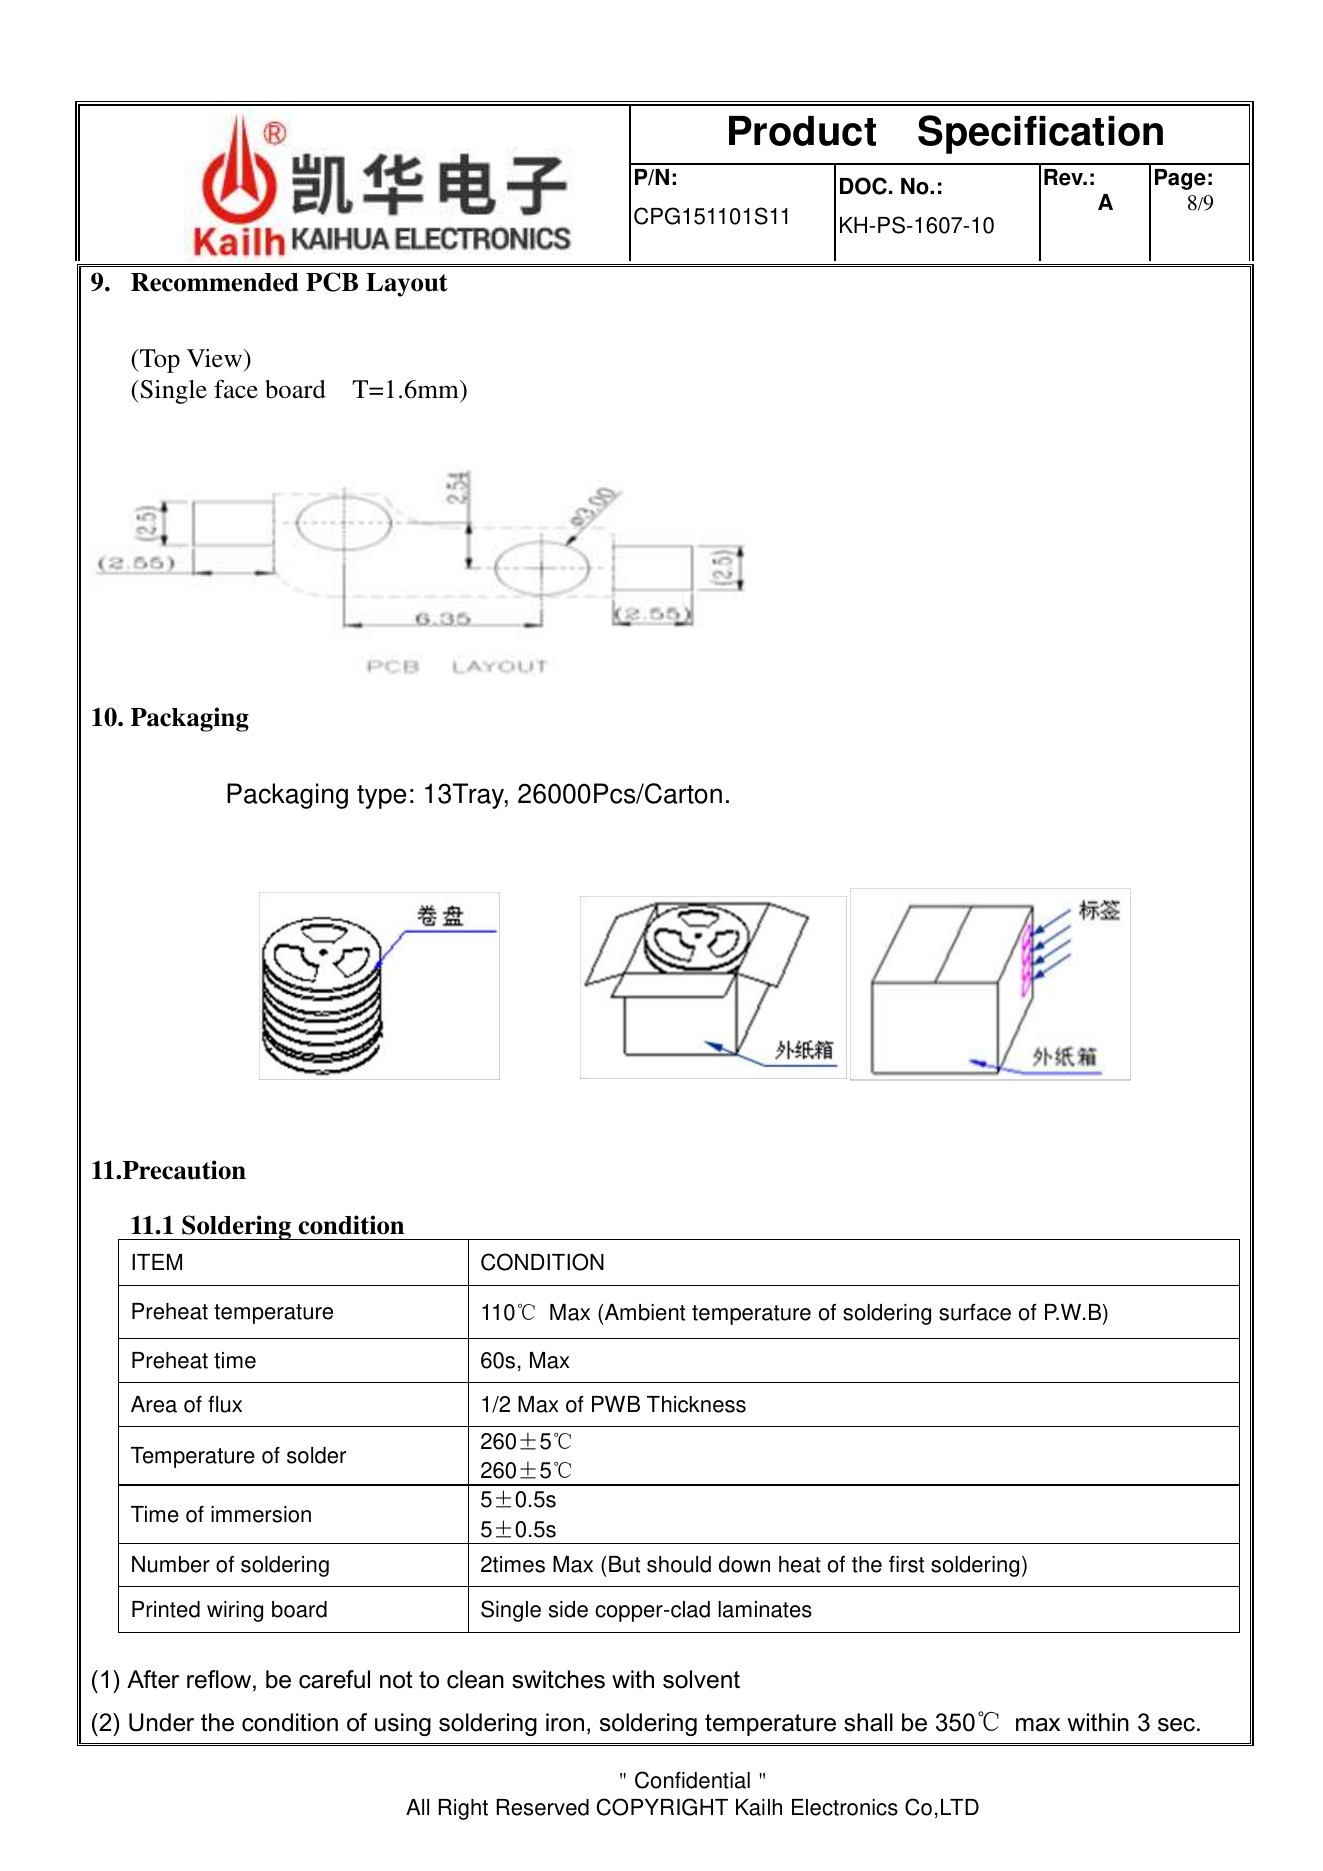 ®
凯华电子
Kailh KAIHUA ELECTRONICS
Product Specification
P/N:
CPG151101S11
DOC. No.:
KH-PS-1607-10
Rev.:
A
Page:
8/9
9. Recommended PCB Layout
(Top View)
(Single face board T=1.6mm)
2.54
ø3.00
(2.5)
(2.55)
(2.5)
6.35
(2.55)
PCB LAYOUT
10. Packaging
Packaging type: 13Tray, 26000Pcs/Carton.
卷盘
外纸箱
标签
外纸箱
11.Precaution
11.1 Soldering condition
ITEM CONDITION
Preheat temperature 110℃ Max (Ambient temperature of soldering surface of P.W.B)
Preheat time 60s, Max
Area of flux 1/2 Max of PWB Thickness
Temperature of solder 260±5℃
260±5℃
Time of immersion 5±0.5s
5±0.5s
Number of soldering 2times Max (But should down heat of the first soldering)
Printed wiring board Single side copper-clad laminates
(1) After reflow, be careful not to clean switches with solvent
(2) Under the condition of using soldering iron, soldering temperature shall be 350℃ max within 3 sec.
" Confidential "
All Right Reserved COPYRIGHT Kailh Electronics Co,LTD